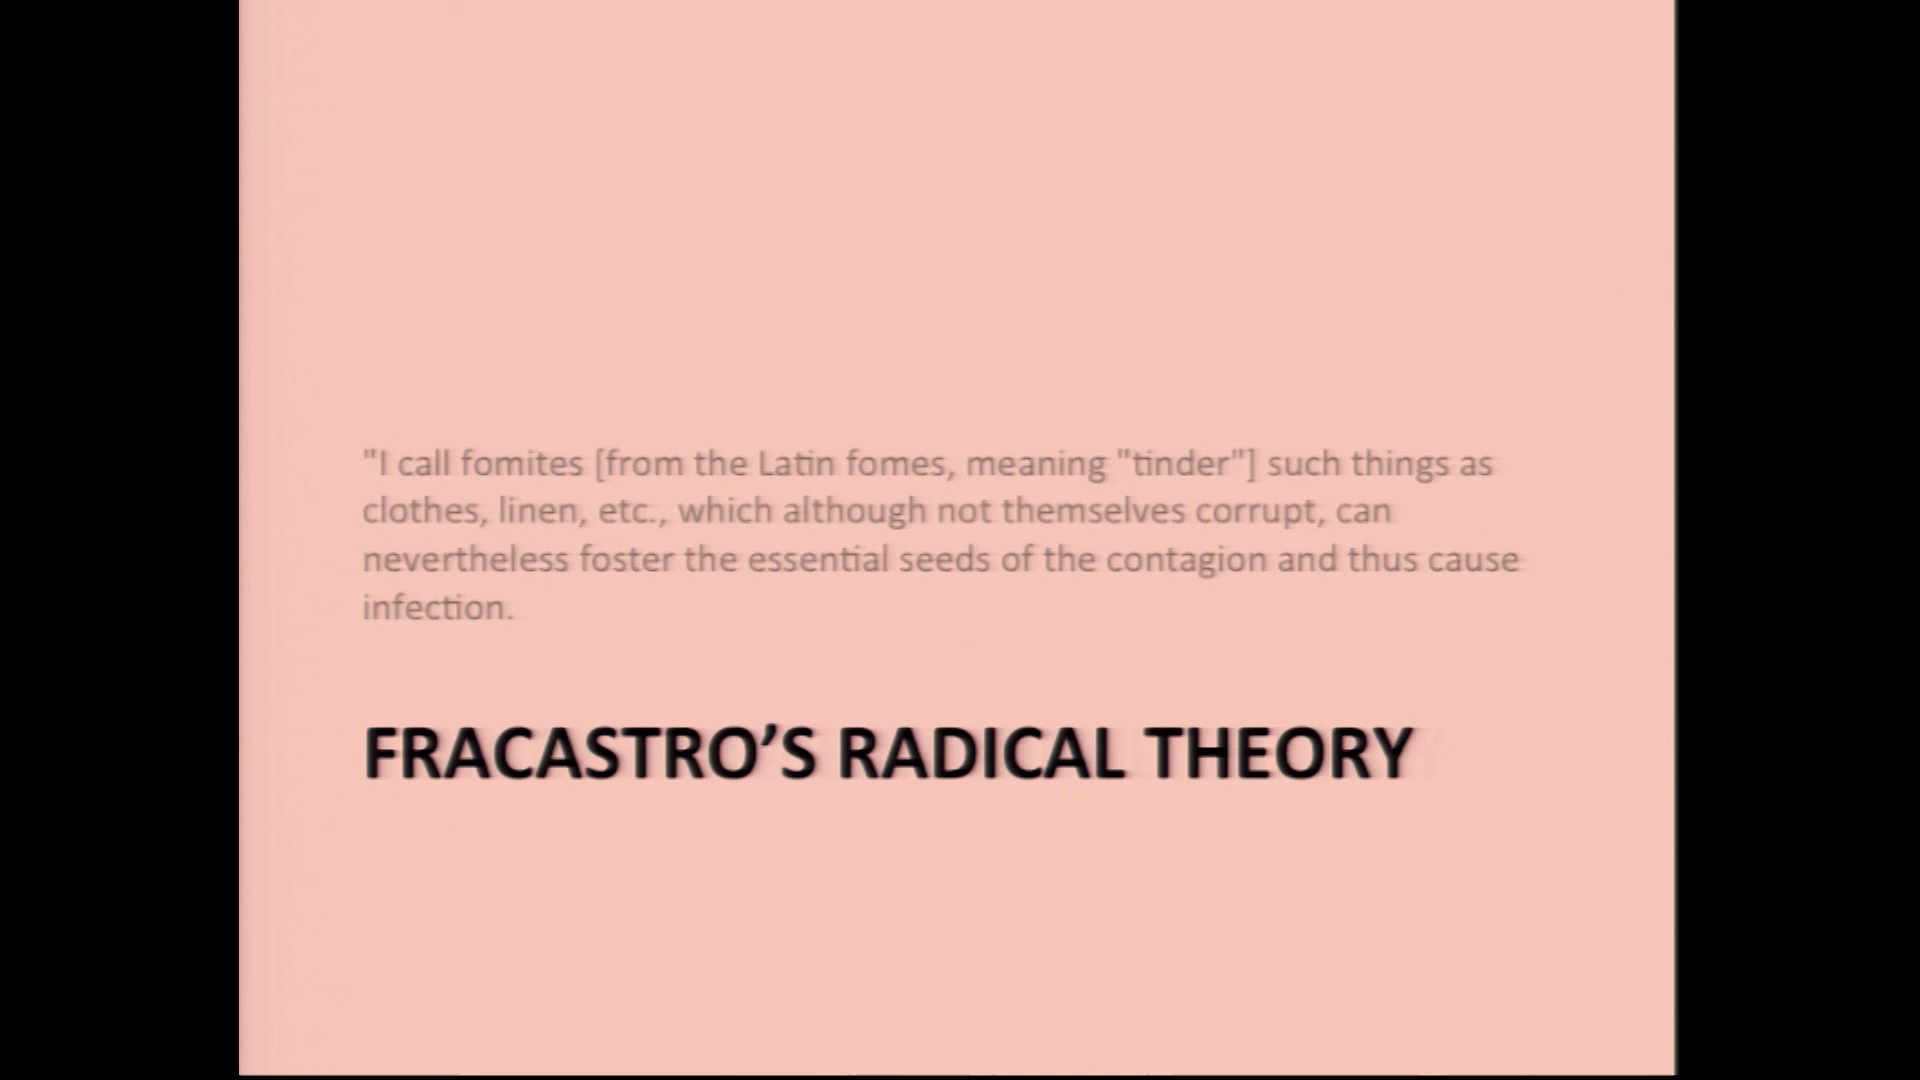 "I call fomites [from the Latin fomes, meaning "tinder"] such things as
clothes, linen, etc., which although not themselves corrupt, can
nevertheless foster the essential seeds of the contagion and thus cause
infection.
FRACASTRO’S RADICAL THEORY